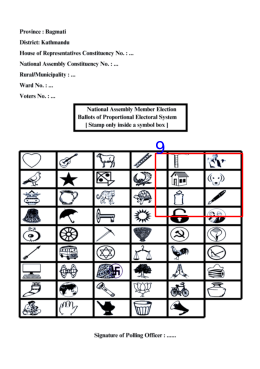 Province : Bagmati
District: Kathmandu
House of Representatives Constituency No. : ...
National Assembly Constituency No. : ...
Rural/Municipality : ...
Ward No. : ...
Voters No. : ...
National Assembly Member Election
Ballots of Proportional Electoral System
[ Stamp only inside a symbol box ]
9
Signature of Polling Officer : ......